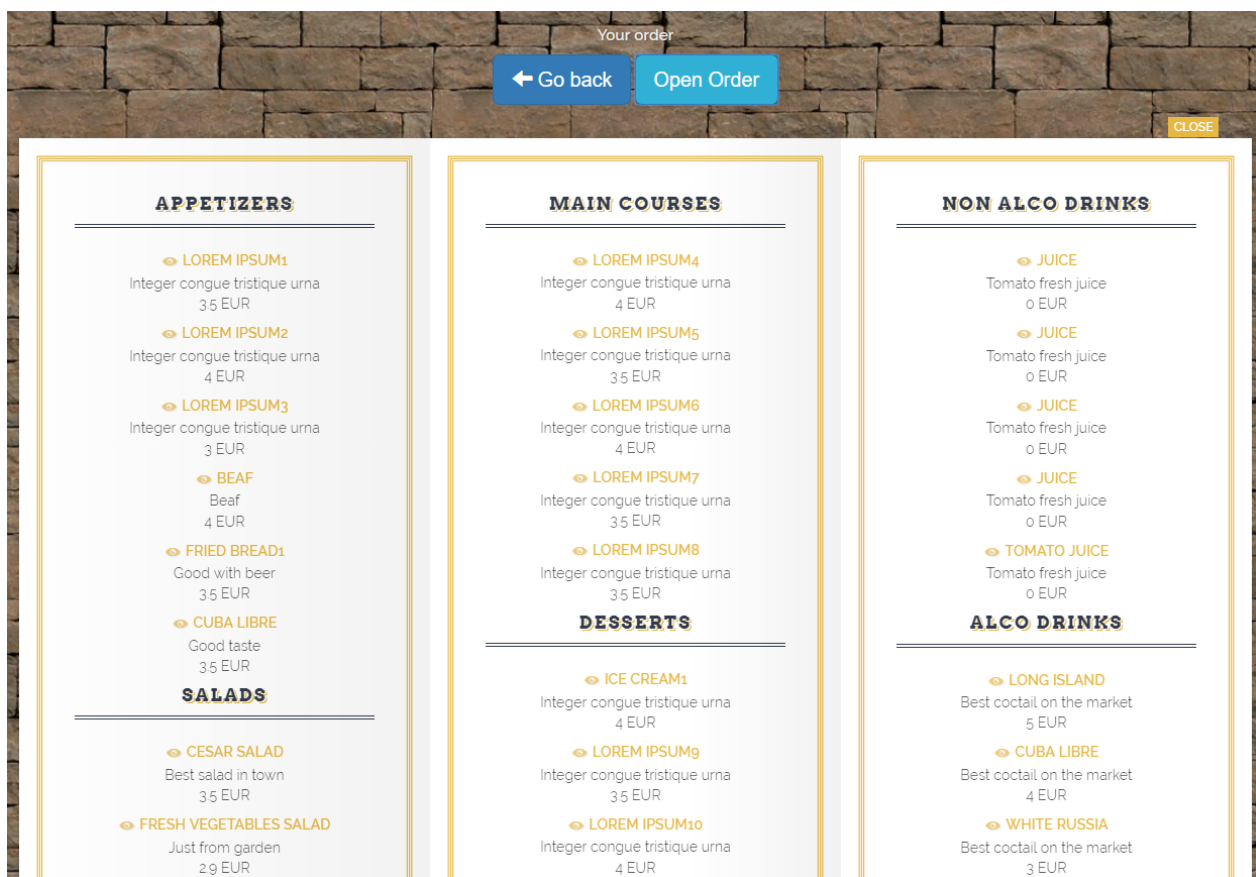 Your order
Go back
Open Order
CLOSE
APPETIZERS
LOREM IPSUM1
Integer congue tristique urna
3.5 EUR
LOREM IPSUM2
Integer congue tristique urna
4 EUR
LOREM IPSUM3
Integer congue tristique urna
3 EUR
BEAF
Beaf
4 EUR
FRIED BREAD1
Good with beer
3.5 EUR
CUBA LIBRE
Good taste
3.5 EUR
SALADS
CESAR SALAD
Best salad in town
3.5 EUR
FRESH VEGETABLES SALAD
Just from garden
2.9 EUR
MAIN COURSES
LOREM IPSUM4
Integer congue tristique urna
4 EUR
LOREM IPSUM5
Integer congue tristique urna
3.5 EUR
LOREM IPSUM6
Integer congue tristique urna
4 EUR
LOREM IPSUM7
Integer congue tristique urna
3.5 EUR
LOREM IPSUM8
Integer congue tristique urna
3.5 EUR
DESSERTS
ICE CREAM1
Integer congue tristique urna
4 EUR
LOREM IPSUM9
Integer congue tristique urna
3.5 EUR
LOREM IPSUM10
Integer congue tristique urna
4 EUR
NON ALCO DRINKS
JUICE
Tomato fresh juice
0 EUR
JUICE
Tomato fresh juice
0 EUR
JUICE
Tomato fresh juice
0 EUR
JUICE
Tomato fresh juice
0 EUR
TOMATO JUICE
Tomato fresh juice
0 EUR
ALCO DRINKS
LONG ISLAND
Best coctail on the market
5 EUR
CUBA LIBRE
Best coctail on the market
4 EUR
WHITE RUSSIA
Best coctail on the market
3 EUR